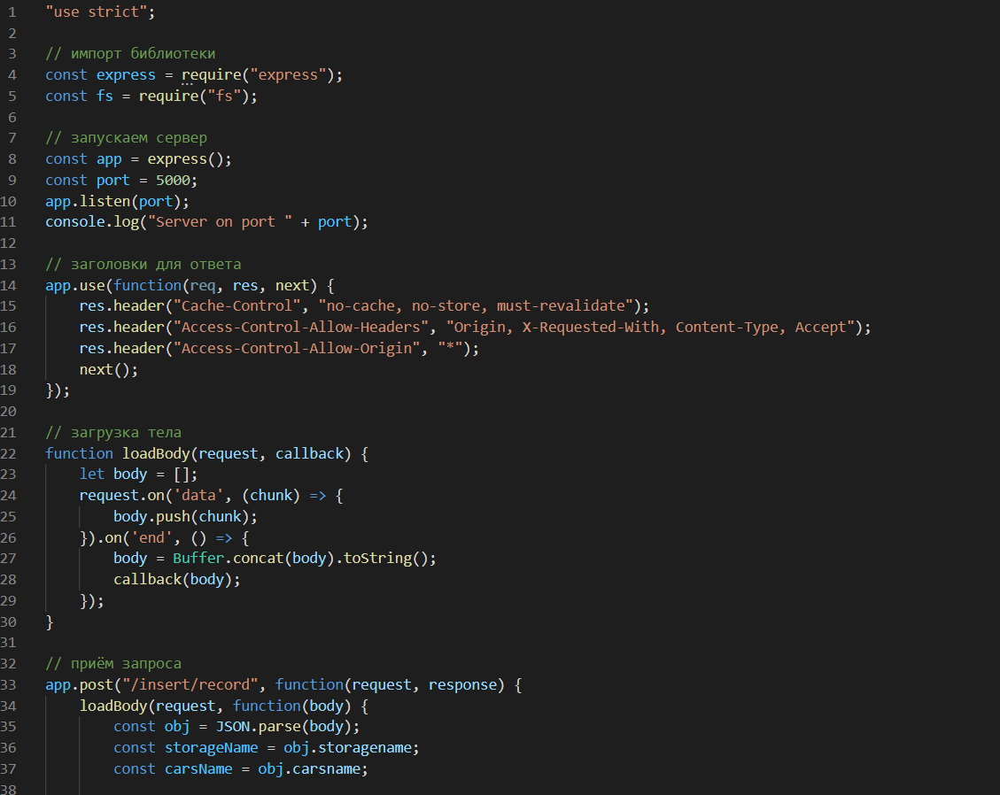 1 "use strict";
2
3 // импорт библиотеки
4 const express = require("express");
5 const fs = require("fs");
6
7 // запускаем сервер
8 const app = express();
9 const port = 5000;
10 app.listen(port);
11 console.log("Server on port " + port);
12
13 // заголовки для ответа
14 app.use(function(req, res, next) {
15 res.header("Cache-Control", "no-cache, no-store, must-revalidate");
16 res.header("Access-Control-Allow-Headers", "Origin, X-Requested-With, Content-Type, Accept");
17 res.header("Access-Control-Allow-Origin", "*");
18 next();
19 });
20
21 // загрузка тела
22 function loadBody(request, callback) {
23 let body = [];
24 request.on('data', (chunk) => {
25 body.push(chunk);
26 }).on('end', () => {
27 body = Buffer.concat(body).toString();
28 callback(body);
29 });
30 }
31
32 // приём запроса
33 app.post("/insert/record", function(request, response) {
34 loadBody(request, function(body) {
35 const obj = JSON.parse(body);
36 const storageName = obj.storagename;
37 const carsName = obj.carsname;
38